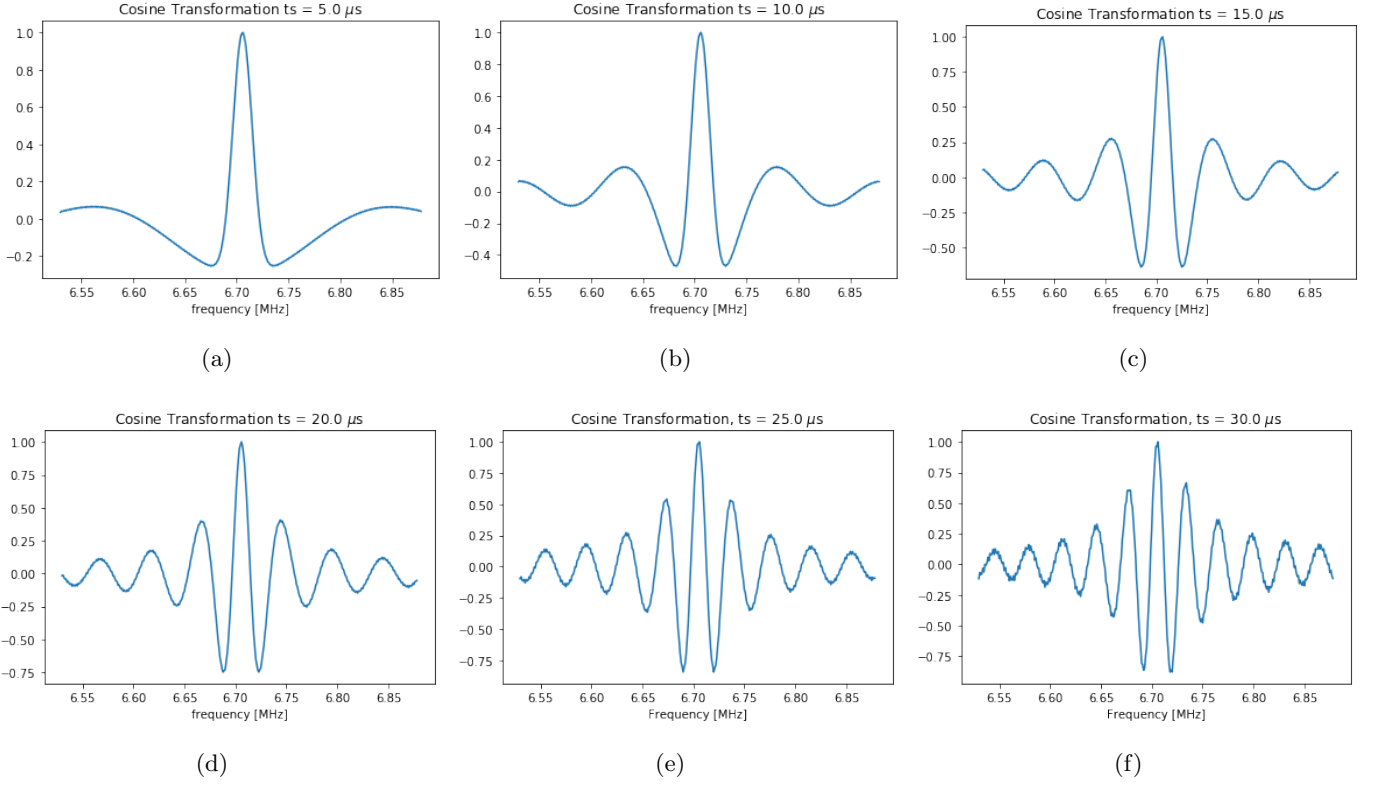 Cosine Transformation ts = 5.0 μs
1.0
0.8
0.6
0.4
0.2
0.0
−0.2
6.55 6.60 6.65 6.70 6.75 6.80 6.85
frequency [MHz]
(a)
Cosine Transformation ts = 10.0 μs
1.0
0.8
0.6
0.4
0.2
0.0
−0.2
−0.4
6.55 6.60 6.65 6.70 6.75 6.80 6.85
frequency [MHz]
(b)
Cosine Transformation ts = 15.0 μs
1.00
0.75
0.50
0.25
0.00
−0.25
−0.50
6.55 6.60 6.65 6.70 6.75 6.80 6.85
frequency [MHz]
(c)
Cosine Transformation ts = 20.0 μs
1.00
0.75
0.50
0.25
0.00
−0.25
−0.50
−0.75
6.55 6.60 6.65 6.70 6.75 6.80 6.85
frequency [MHz]
(d)
Cosine Transformation, ts = 25.0 μs
1.00
0.75
0.50
0.25
0.00
−0.25
−0.50
−0.75
6.55 6.60 6.65 6.70 6.75 6.80 6.85
Frequency [MHz]
(e)
Cosine Transformation, ts = 30.0 μs
1.00
0.75
0.50
0.25
0.00
−0.25
−0.50
−0.75
6.55 6.60 6.65 6.70 6.75 6.80 6.85
Frequency [MHz]
(f)